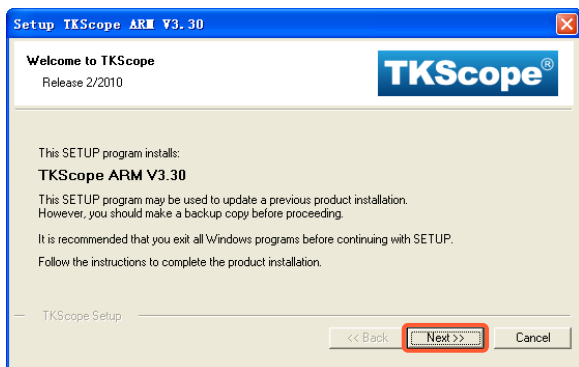 Setup TKScope ARM V3.30
Welcome to TKScope
Release 2/2010
TKScope®
This SETUP program installs:
TKScope ARM V3.30
This SETUP program may be used to update a previous product installation.
However, you should make a backup copy before proceeding.
It is recommended that you exit all Windows programs before continuing with SETUP.
Follow the instructions to complete the product installation.
TKScope Setup
<< Back Next >> Cancel